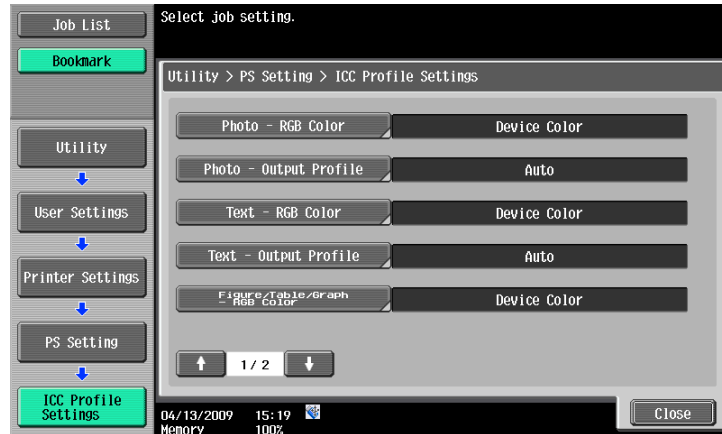 Job List
Bookmark
Utility
User Settings
Printer Settings
PS Setting
ICC Profile
Settings
Select job setting.
Utility > PS Setting > ICC Profile Settings
Photo - RGB Color
Device Color
Photo - Output Profile
Auto
Text - RGB Color
Device Color
Text - Output Profile
Auto
Figure/Table/Graph
- RGB Color
Device Color
1/ 2
04/13/2009 15:19
Memory 100%
Close